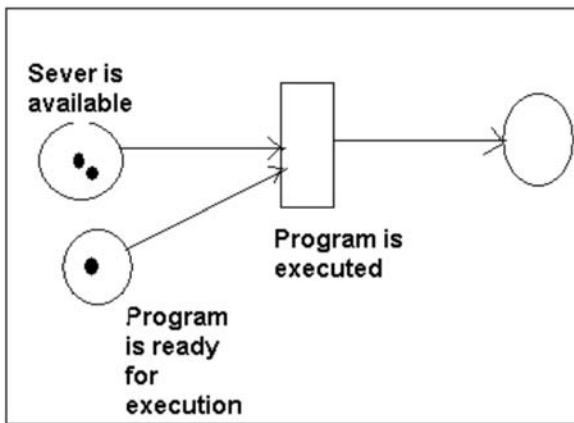 Sever is
available
Program is
executed
Program
is ready
for
execution